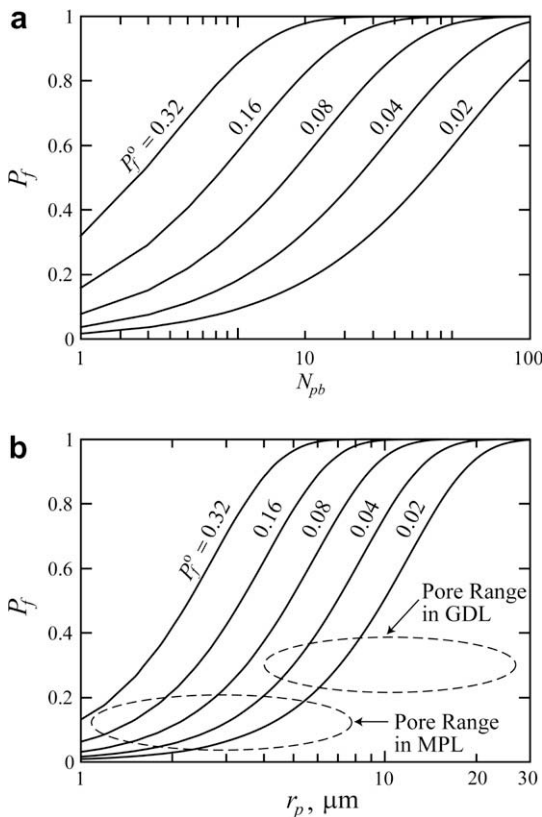 a
1
0.8
0.6
0.4
0.2
0
P_f
P_f^o = 0.32
0.16
0.08
0.04
0.02
1
10
100
N_pb
b
1
0.8
0.6
0.4
0.2
0
P_f
P_f^o = 0.32
0.16
0.08
0.04
0.02
Pore Range
in GDL
Pore Range
in MPL
1
10
20
30
r_p, μm